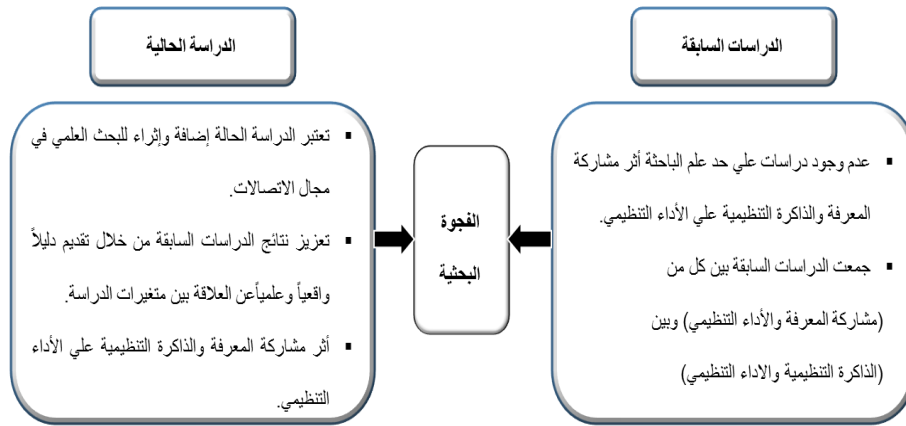 الدراسات السابقة
▪ عدم وجود دراسات علي حد علم الباحثة أثر مشاركة
المعرفة والذاكرة التنظيمية علي الأداء التنظيمي.
▪ جمعت الدراسات السابقة بين كل من
(مشاركة المعرفة والأداء التنظيمي) وبين
(الذاكرة التنظيمية والاداء التنظيمي)
الفجوة
البحثية
الدراسة الحالية
▪ تعتبر الدراسة الحالة إضافة وإثراء للبحث العلمي في
مجال الاتصالات.
▪ تعزيز نتائج الدراسات السابقة من خلال تقديم دليلاً
واقعياً وعلمياًعن العلاقة بين متغيرات الدراسة.
▪ أثر مشاركة المعرفة والذاكرة التنظيمية علي الأداء
التنظيمي.